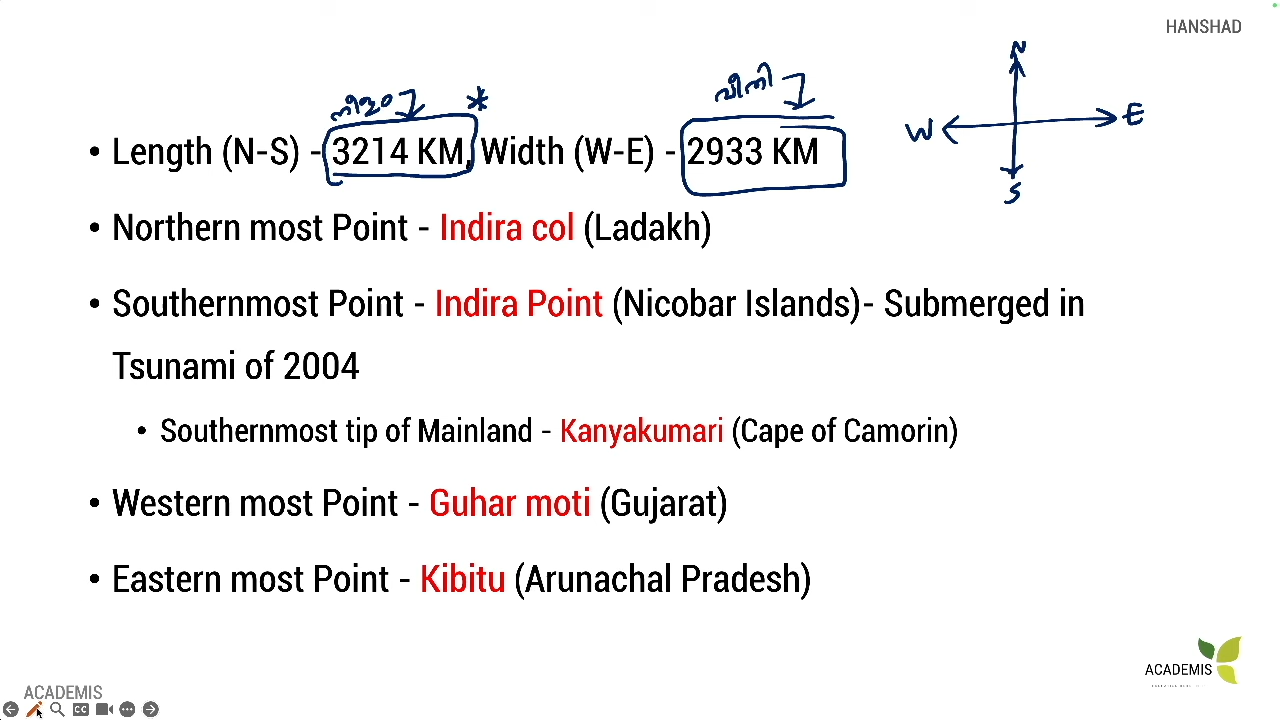 HANSHAD
നീളം *
വീതി
N
W E
S
• Length (N-S) - 3214 KM, Width (W-E) - 2933 KM
• Northern most Point - Indira col (Ladakh)
• Southernmost Point - Indira Point (Nicobar Islands)- Submerged in
Tsunami of 2004
• Southernmost tip of Mainland - Kanyakumari (Cape of Camorin)
• Western most Point - Guhar moti (Gujarat)
• Eastern most Point - Kibitu (Arunachal Pradesh)
ACADEMIS
ACADEMIS
CC